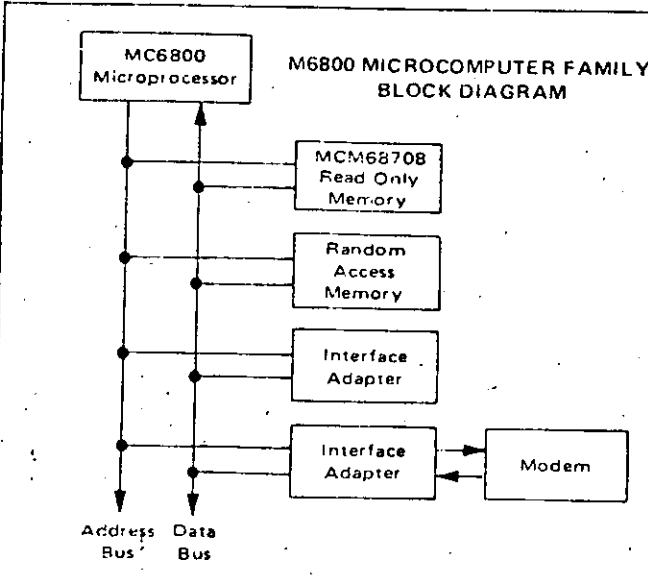 MC6800
Microprocessor
M6800 MICROCOMPUTER FAMILY
BLOCK DIAGRAM
MCM68708
Read Only
Memory
Random
Access
Memory
Interface
Adapter
Interface
Adapter
Modem
Address Data
Bus Bus